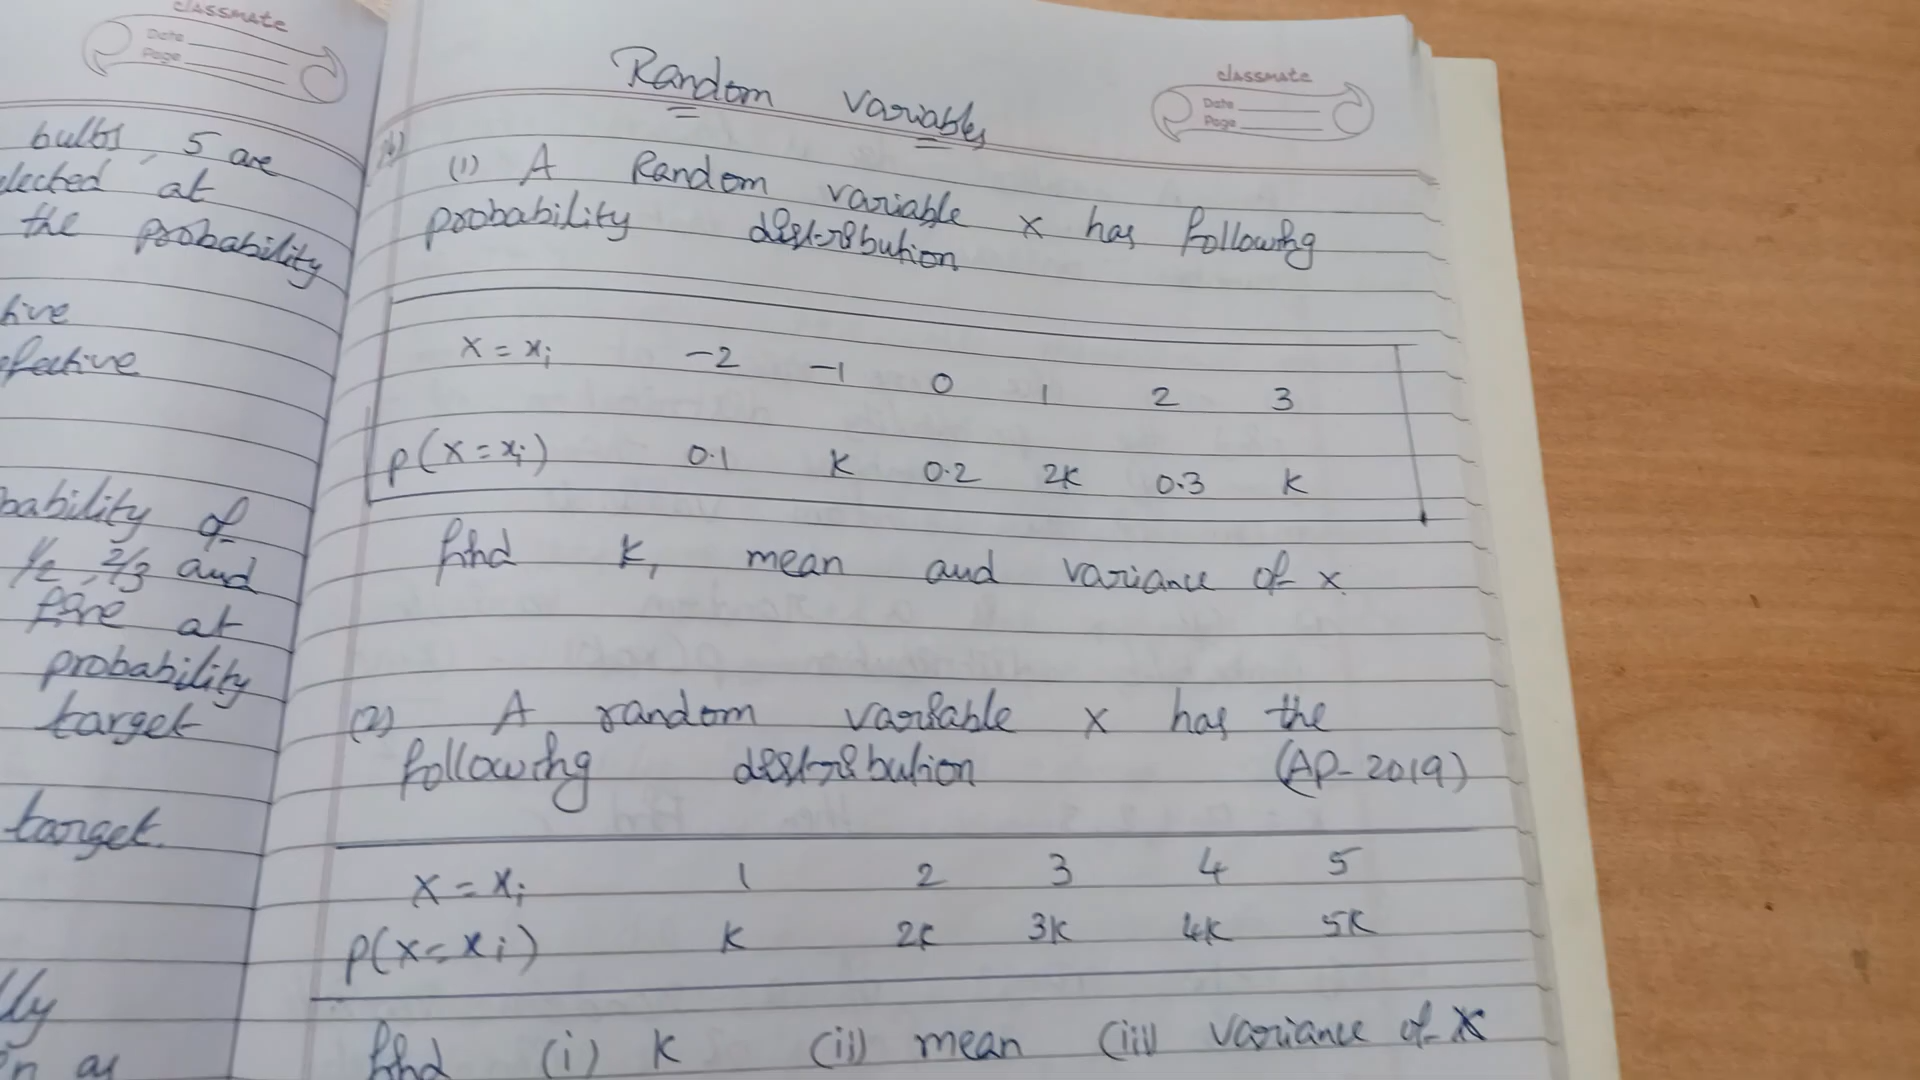 classmate
Date
Page
bulbs, 5 are
lected at
the probability
tive
efective
bability of
1/2, 2/3 and
fire at
probability
target
target.
lly
n as
classmate
Date
Page
Random variables
(1) A Random variable x has following
probability distribution
x = xi -2 -1 0 1 2 3
p(x = xi) 0.1 K 0.2 2K 0.3 K
find K, mean and variance of x.
(2) A random variable x has the
following distribution (AP-2019)
x = xi 1 2 3 4 5
p(x = xi) K 2K 3K 4K 5K
find (i) K (ii) mean (iii) variance of x